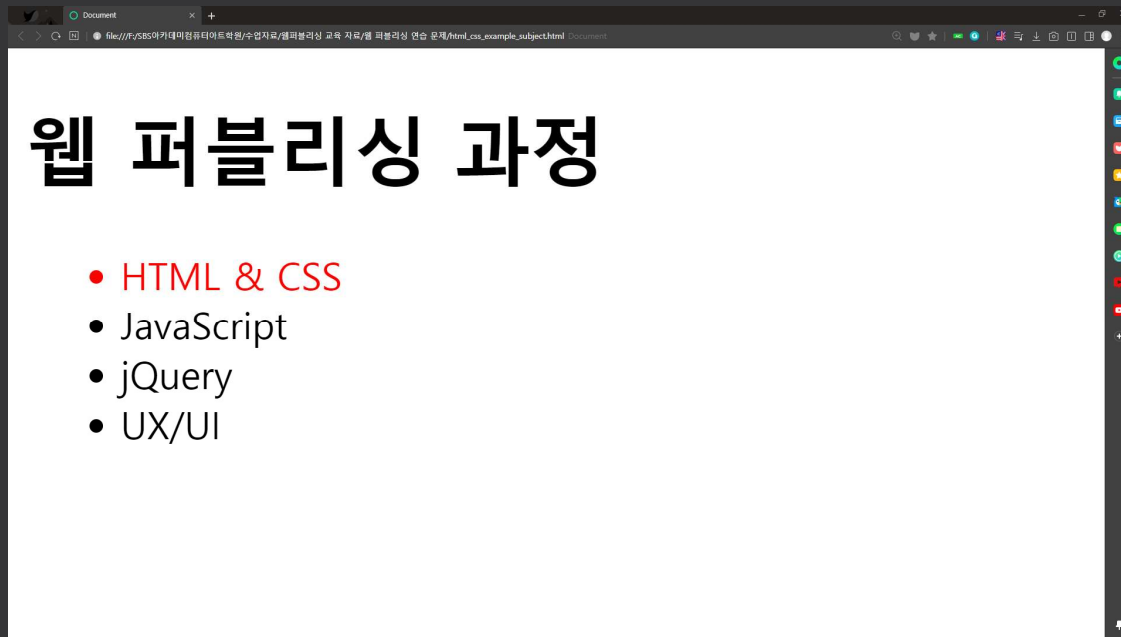 Document
file:///F:/SBS아카데미컴퓨터아트학원/수업자료/웹퍼블리싱 교육 자료/웹 퍼블리싱 연습 문제/html_css_example_subject.html Document
웹 퍼블리싱 과정
HTML & CSS
JavaScript
jQuery
UX/UI